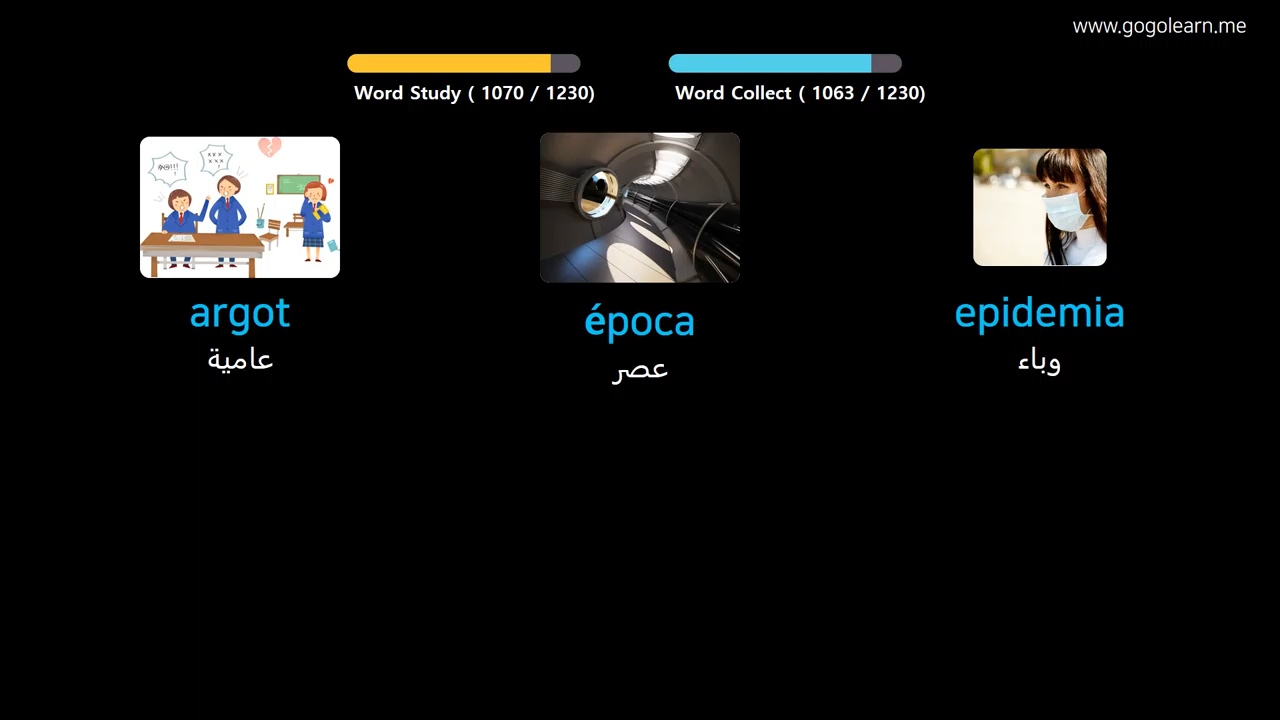 www.gogolearn.me
Word Study ( 1070 / 1230)
Word Collect ( 1063 / 1230)
argot
عامية
época
عصر
epidemia
وباء